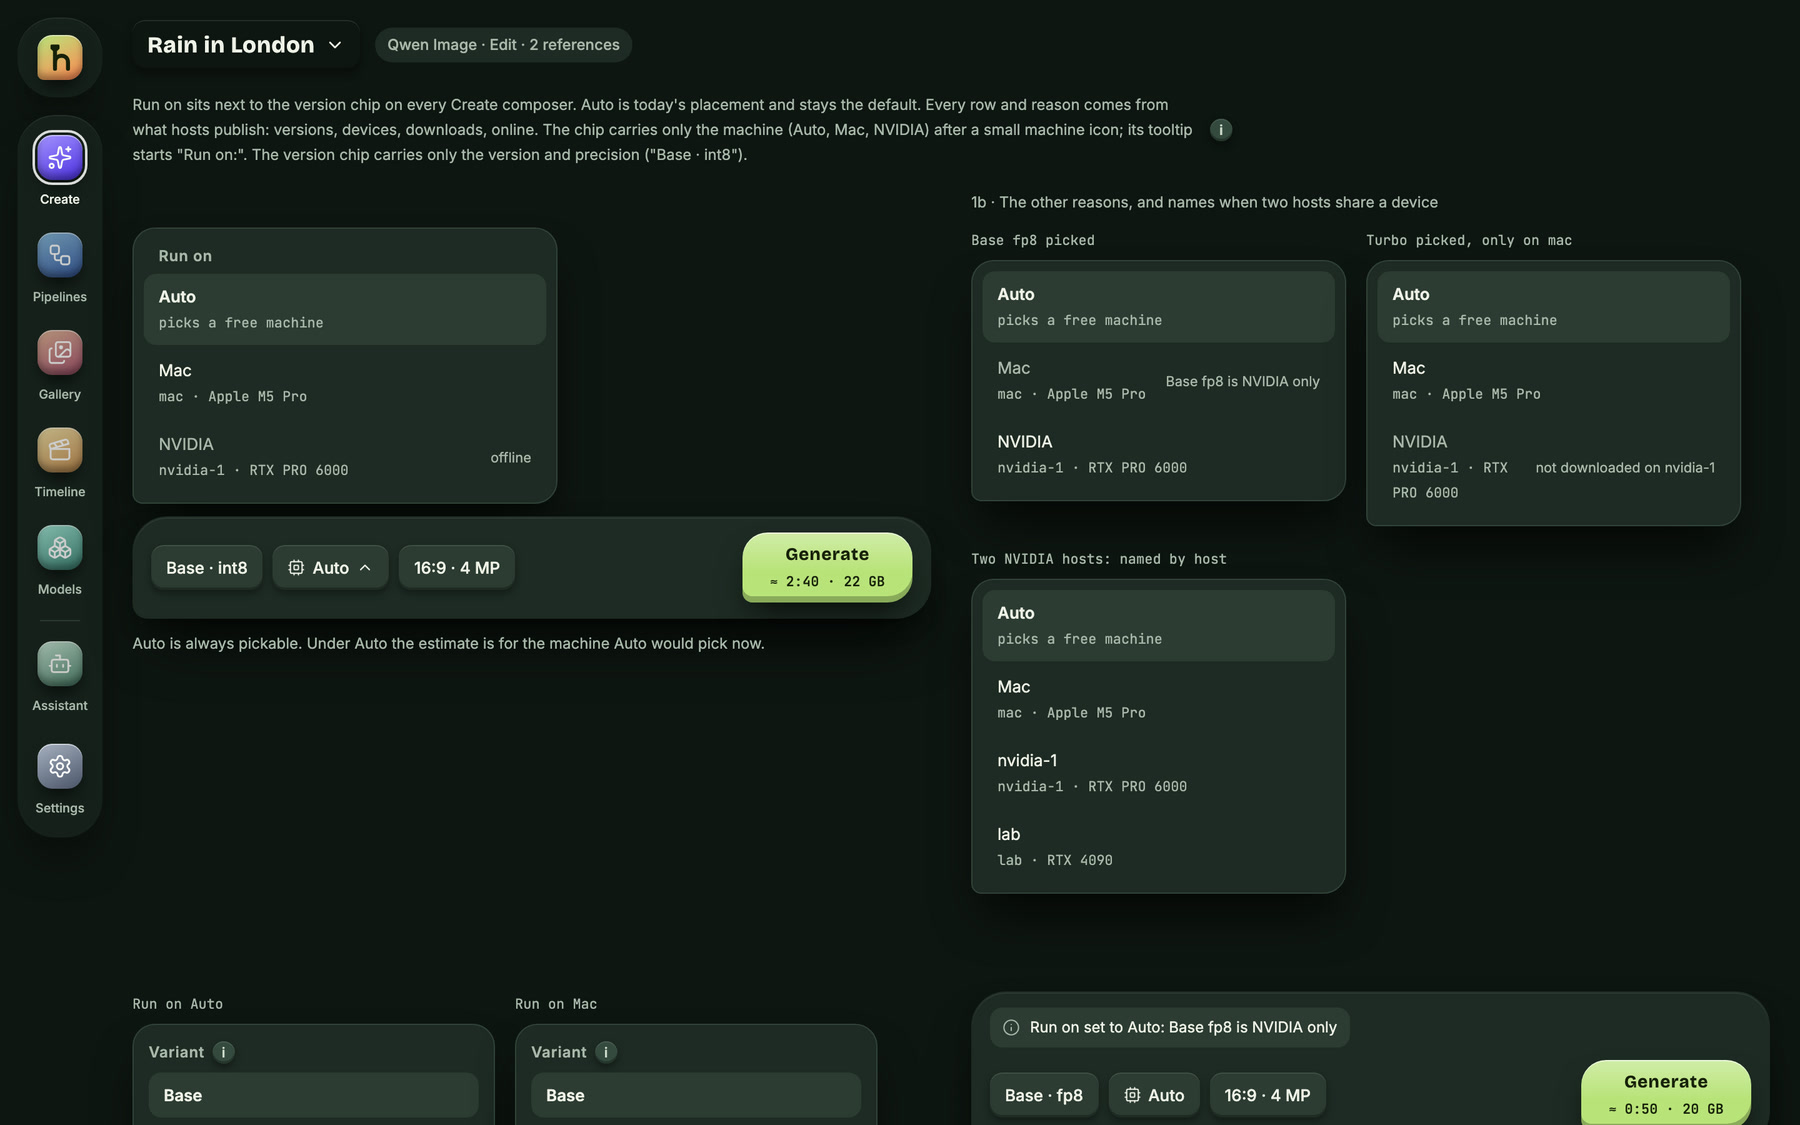 Rain in London
Qwen Image · Edit · 2 references
Run on sits next to the version chip on every Create composer. Auto is today's placement and stays the default. Every row and reason comes from
what hosts publish: versions, devices, downloads, online. The chip carries only the machine (Auto, Mac, NVIDIA) after a small machine icon; its tooltip
starts "Run on:". The version chip carries only the version and precision ("Base · int8").
i
Create
Pipelines
Gallery
Timeline
Models
Assistant
Settings
Run on
Auto
picks a free machine
Mac
mac · Apple M5 Pro
NVIDIA
nvidia-1 · RTX PRO 6000
offline
Base · int8
Auto
16:9 · 4 MP
Generate
≈ 2:40 · 22 GB
Auto is always pickable. Under Auto the estimate is for the machine Auto would pick now.
1b · The other reasons, and names when two hosts share a device
Base fp8 picked
Auto
picks a free machine
Mac
mac · Apple M5 Pro
Base fp8 is NVIDIA only
NVIDIA
nvidia-1 · RTX PRO 6000
Turbo picked, only on mac
Auto
picks a free machine
Mac
mac · Apple M5 Pro
NVIDIA
nvidia-1 · RTX
PRO 6000
not downloaded on nvidia-1
Two NVIDIA hosts: named by host
Auto
picks a free machine
Mac
mac · Apple M5 Pro
nvidia-1
nvidia-1 · RTX PRO 6000
lab
lab · RTX 4090
Run on Auto
Variant
i
Base
Run on Mac
Variant
i
Base
Run on set to Auto: Base fp8 is NVIDIA only
Base · fp8
Auto
16:9 · 4 MP
Generate
≈ 0:50 · 20 GB